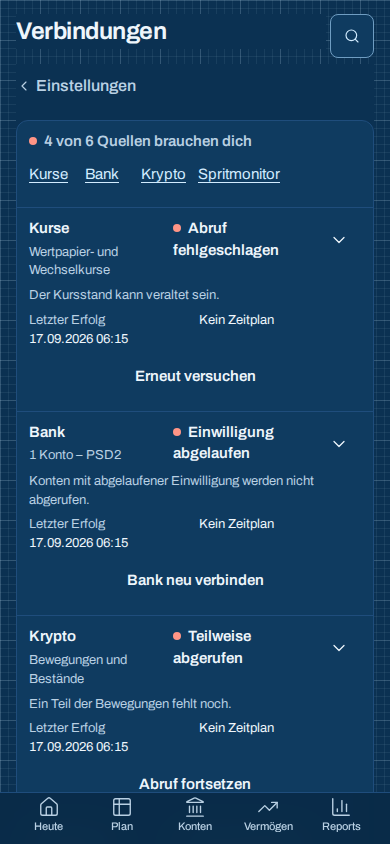 Verbindungen
Einstellungen
4 von 6 Quellen brauchen dich
Kurse Bank Krypto Spritmonitor
Kurse
Abruf
fehlgeschlagen
Wertpapier- und
Wechselkurse
Der Kursstand kann veraltet sein.
Letzter Erfolg Kein Zeitplan
17.09.2026 06:15
Erneut versuchen
Bank
Einwilligung
abgelaufen
1 Konto – PSD2
Konten mit abgelaufener Einwilligung werden nicht
abgerufen.
Letzter Erfolg Kein Zeitplan
17.09.2026 06:15
Bank neu verbinden
Krypto
Teilweise
abgerufen
Bewegungen und
Bestände
Ein Teil der Bewegungen fehlt noch.
Letzter Erfolg Kein Zeitplan
17.09.2026 06:15
Abruf fortsetzen
Heute Plan Konten Vermögen Reports